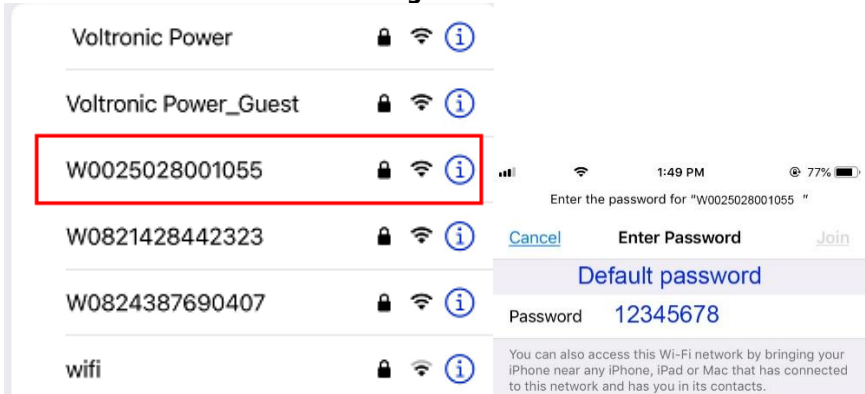 Voltronic Power
Voltronic Power_Guest
W0025028001055
W0821428442323
W0824387690407
wifi
1:49 PM
77%
Enter the password for "W0025028001055 "
Cancel Enter Password Join
Default password
Password 12345678
You can also access this Wi-Fi network by bringing your
iPhone near any iPhone, iPad or Mac that has connected
to this network and has you in its contacts.